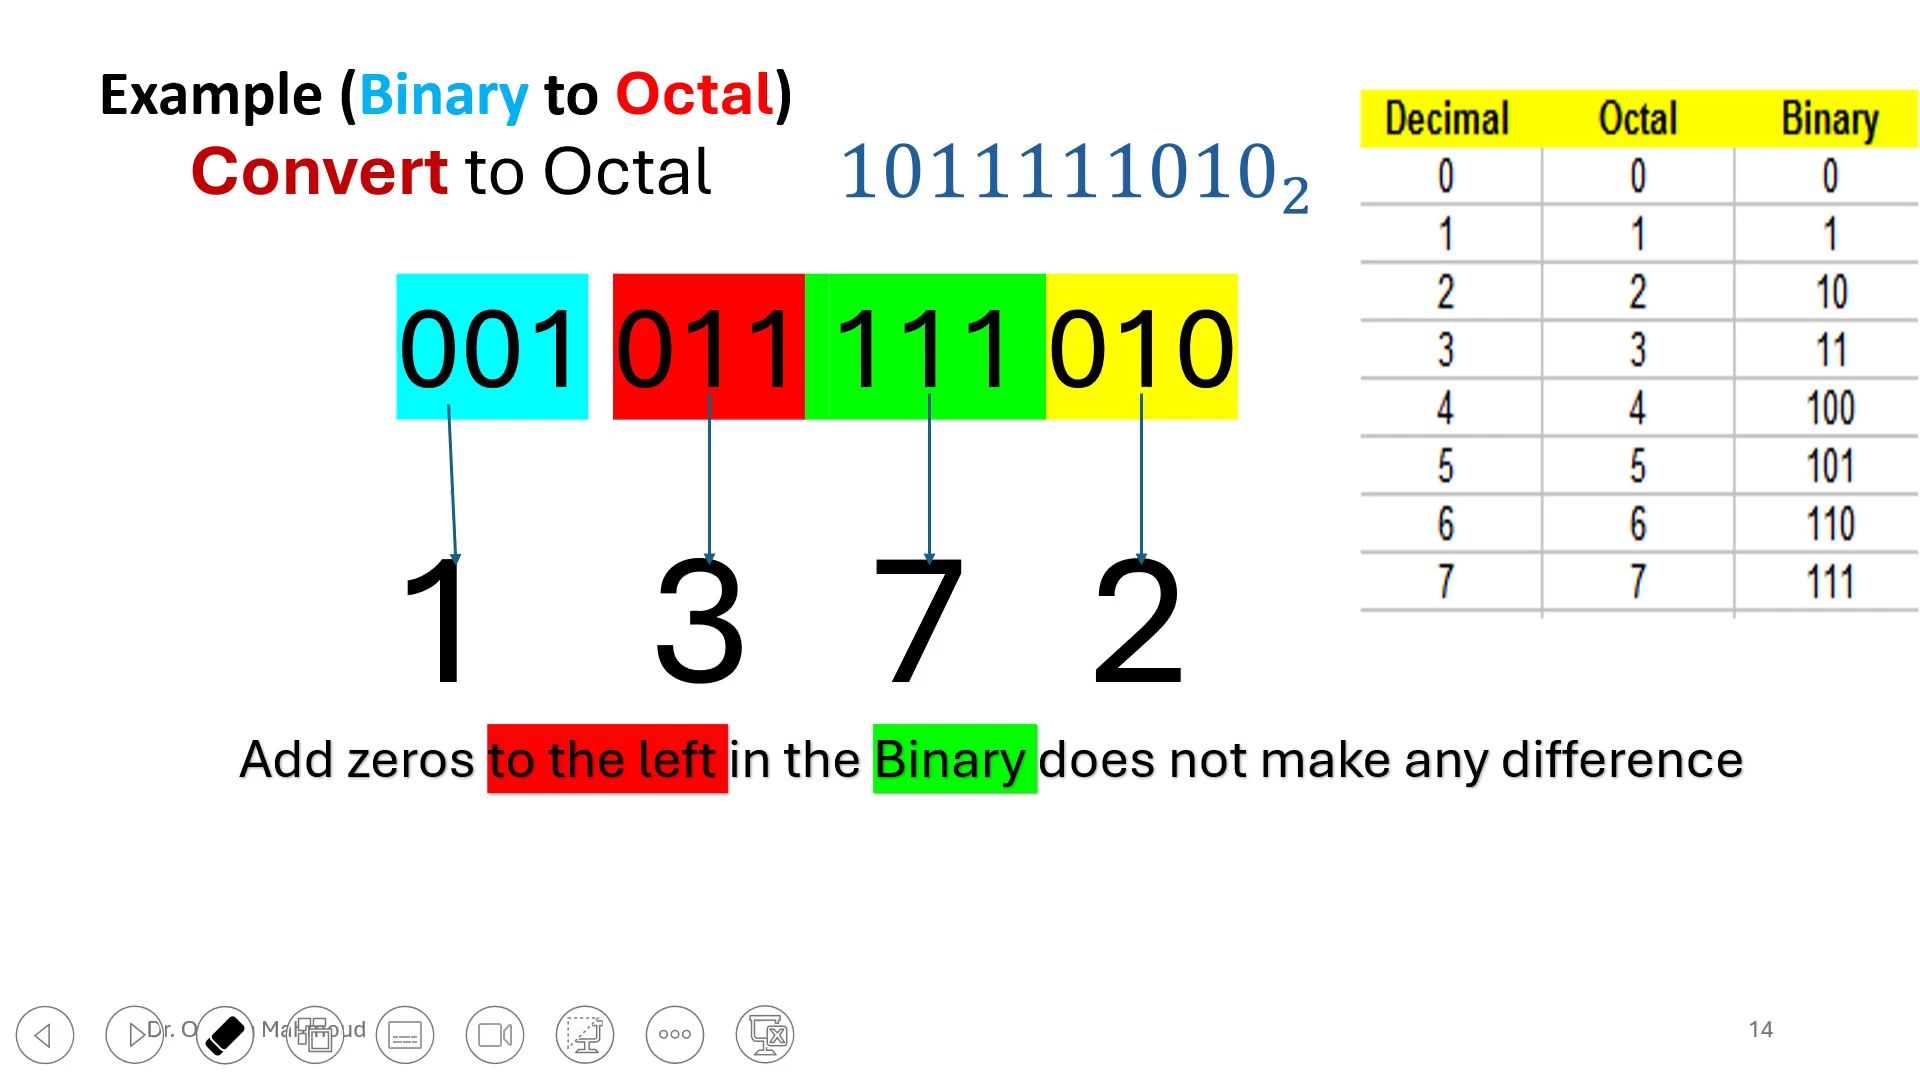 Example (Binary to Octal)
Convert to Octal 1011111010₂
001 011 111 010
1 3 7 2
Add zeros to the left in the Binary does not make any difference
Decimal Octal Binary
0 0 0
1 1 1
2 2 10
3 3 11
4 4 100
5 5 101
6 6 110
7 7 111
Dr.
14